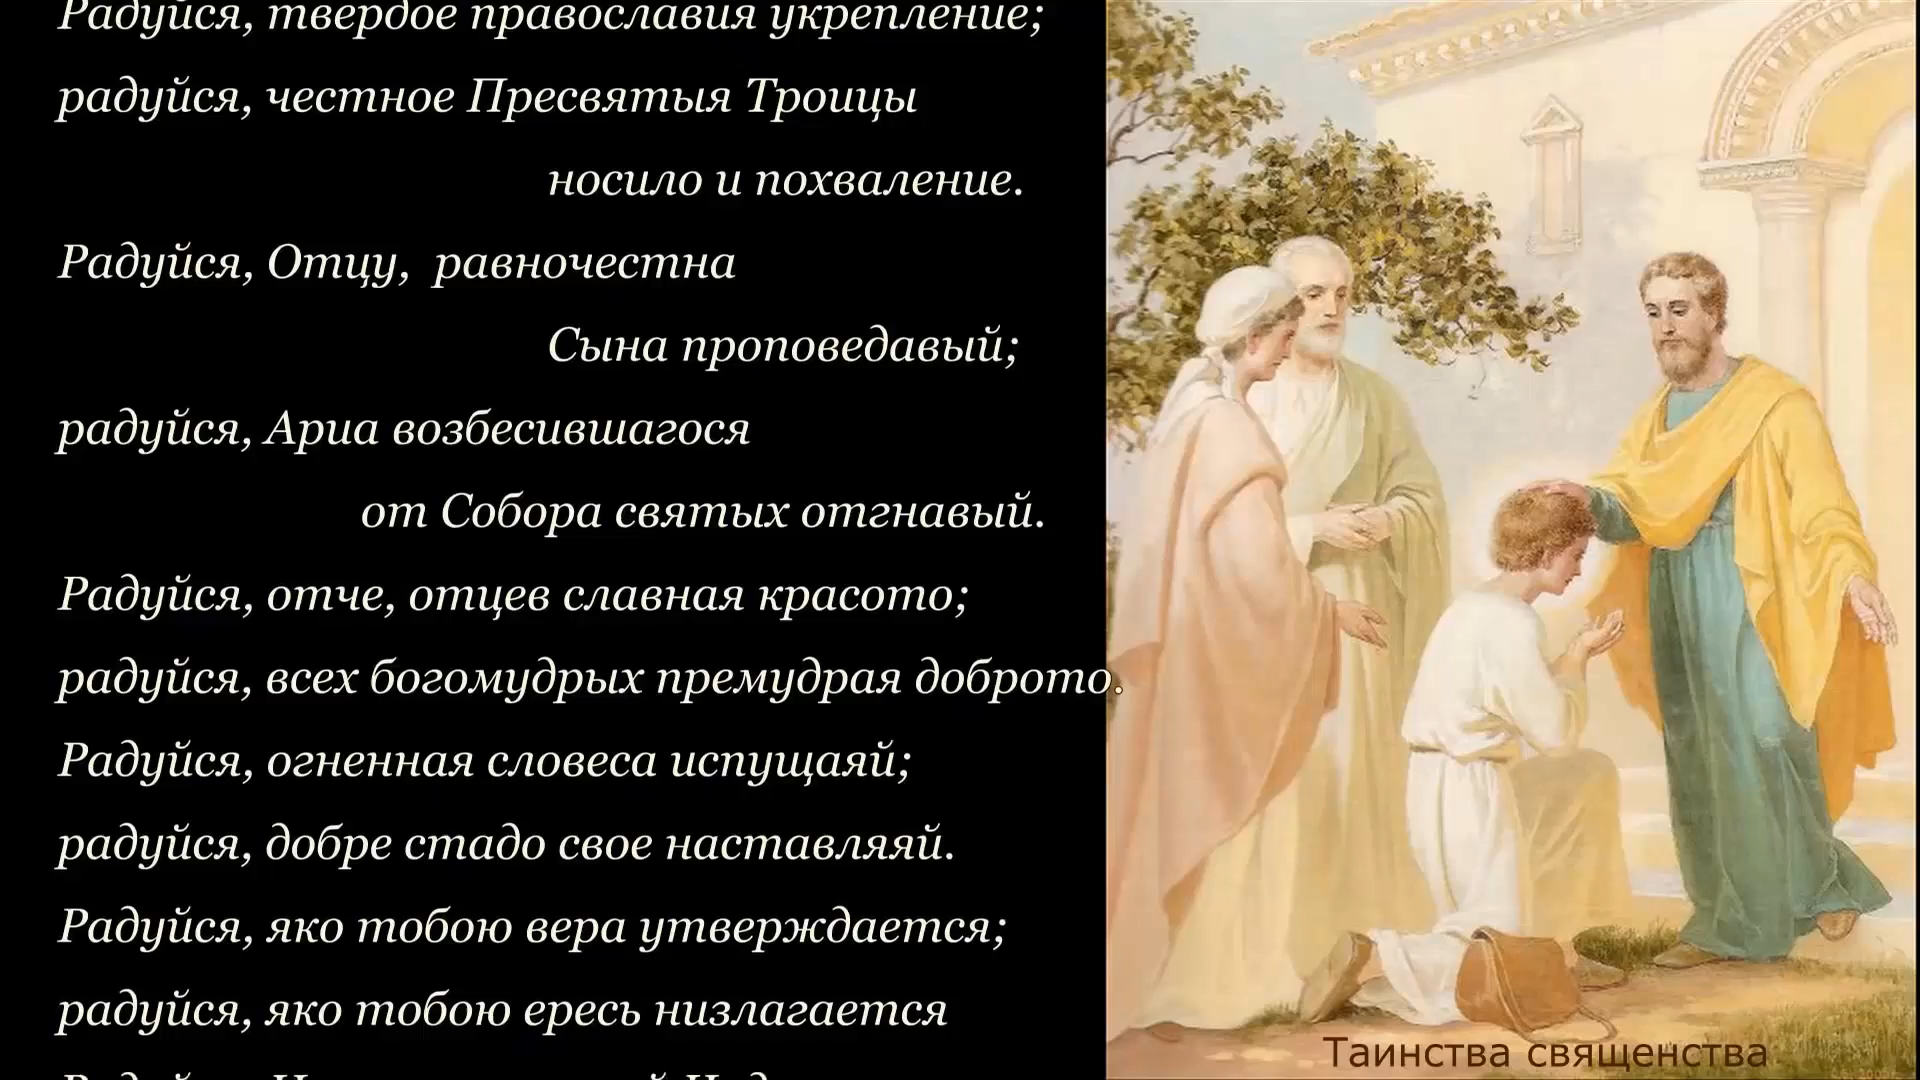 Радуйся, твердое православия укрепление;
радуйся, честное Пресвятыя Троицы
носило и похваление.
Радуйся, Отцу, равночестна
Сына проповедавый;
радуйся, Ариа возбесившагося
от Собора святых отгнавый.
Радуйся, отче, отцев славная красото;
радуйся, всех богомудрых премудрая доброто.
Радуйся, огненная словеса испущаяй;
радуйся, добре стадо свое наставляяй.
Радуйся, яко тобою вера утверждается;
радуйся, яко тобою ересь низлагается
Таинства священства